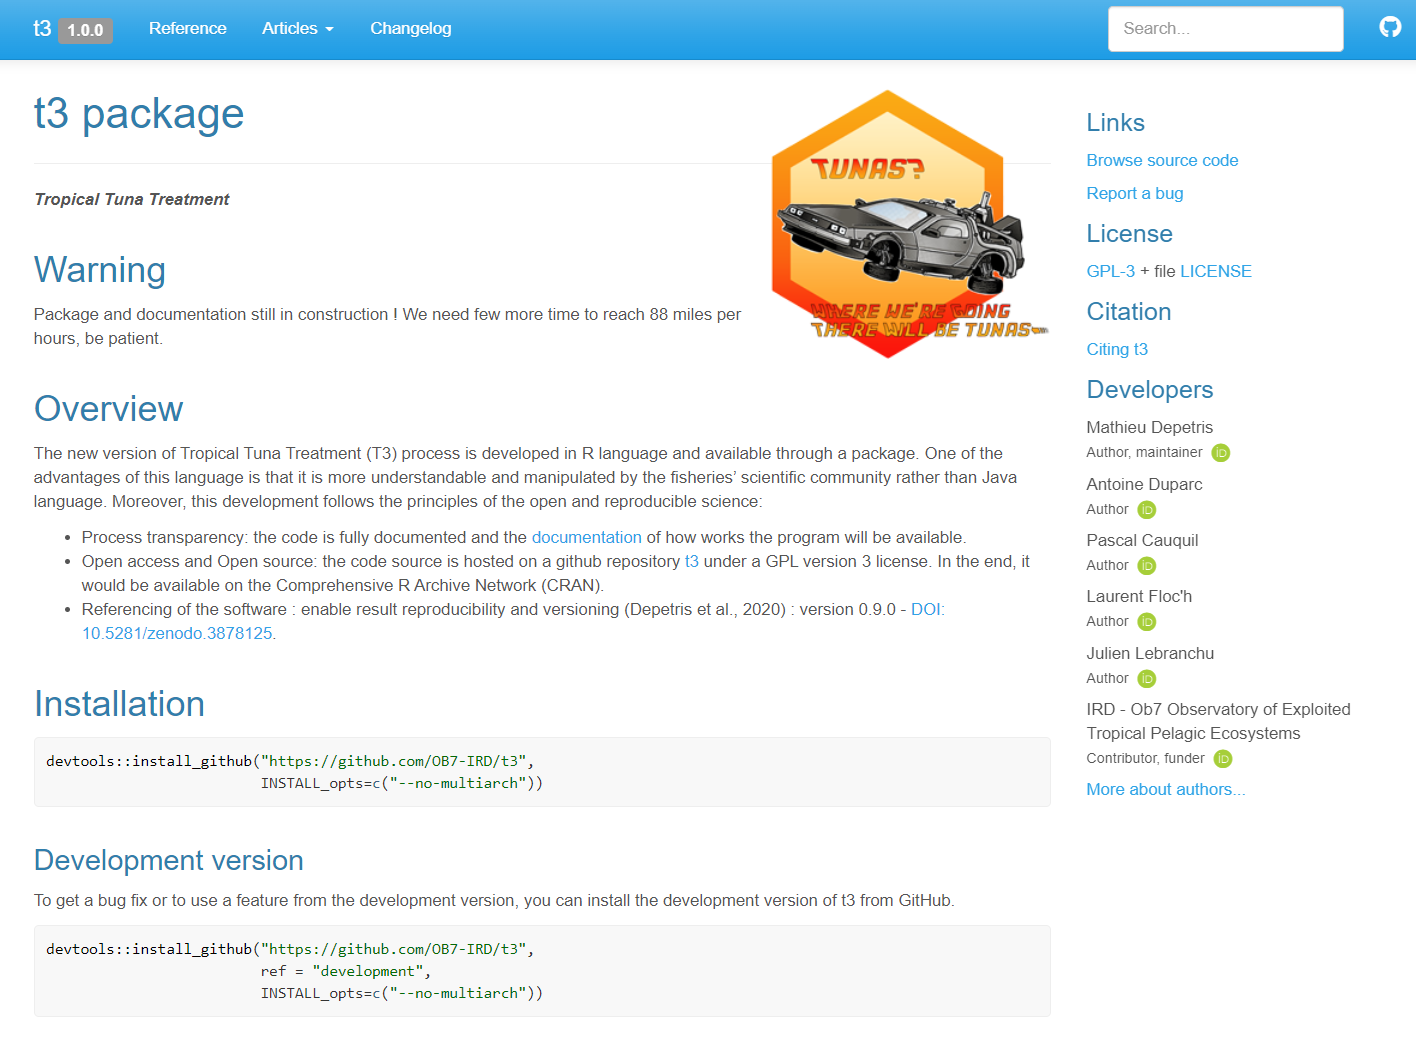 t3 1.0.0 Reference Articles Changelog Search...
t3 package
TUNAS?
WHERE WE'RE GOING
THERE WILL BE TUNAS
Tropical Tuna Treatment
Warning
Package and documentation still in construction ! We need few more time to reach 88 miles per
hours, be patient.
Overview
The new version of Tropical Tuna Treatment (T3) process is developed in R language and available through a package. One of the
advantages of this language is that it is more understandable and manipulated by the fisheries’ scientific community rather than Java
language. Moreover, this development follows the principles of the open and reproducible science:
• Process transparency: the code is fully documented and the documentation of how works the program will be available.
• Open access and Open source: the code source is hosted on a github repository t3 under a GPL version 3 license. In the end, it
would be available on the Comprehensive R Archive Network (CRAN).
• Referencing of the software : enable result reproducibility and versioning (Depetris et al., 2020) : version 0.9.0 - DOI:
10.5281/zenodo.3878125.
Installation
devtools::install_github("https://github.com/OB7-IRD/t3",
INSTALL_opts=c("--no-multiarch"))
Development version
To get a bug fix or to use a feature from the development version, you can install the development version of t3 from GitHub.
devtools::install_github("https://github.com/OB7-IRD/t3",
ref = "development",
INSTALL_opts=c("--no-multiarch"))
Links
Browse source code
Report a bug
License
GPL-3 + file LICENSE
Citation
Citing t3
Developers
Mathieu Depetris
Author, maintainer iD
Antoine Duparc
Author iD
Pascal Cauquil
Author iD
Laurent Floc'h
Author iD
Julien Lebranchu
Author iD
IRD - Ob7 Observatory of Exploited
Tropical Pelagic Ecosystems
Contributor, funder iD
More about authors...